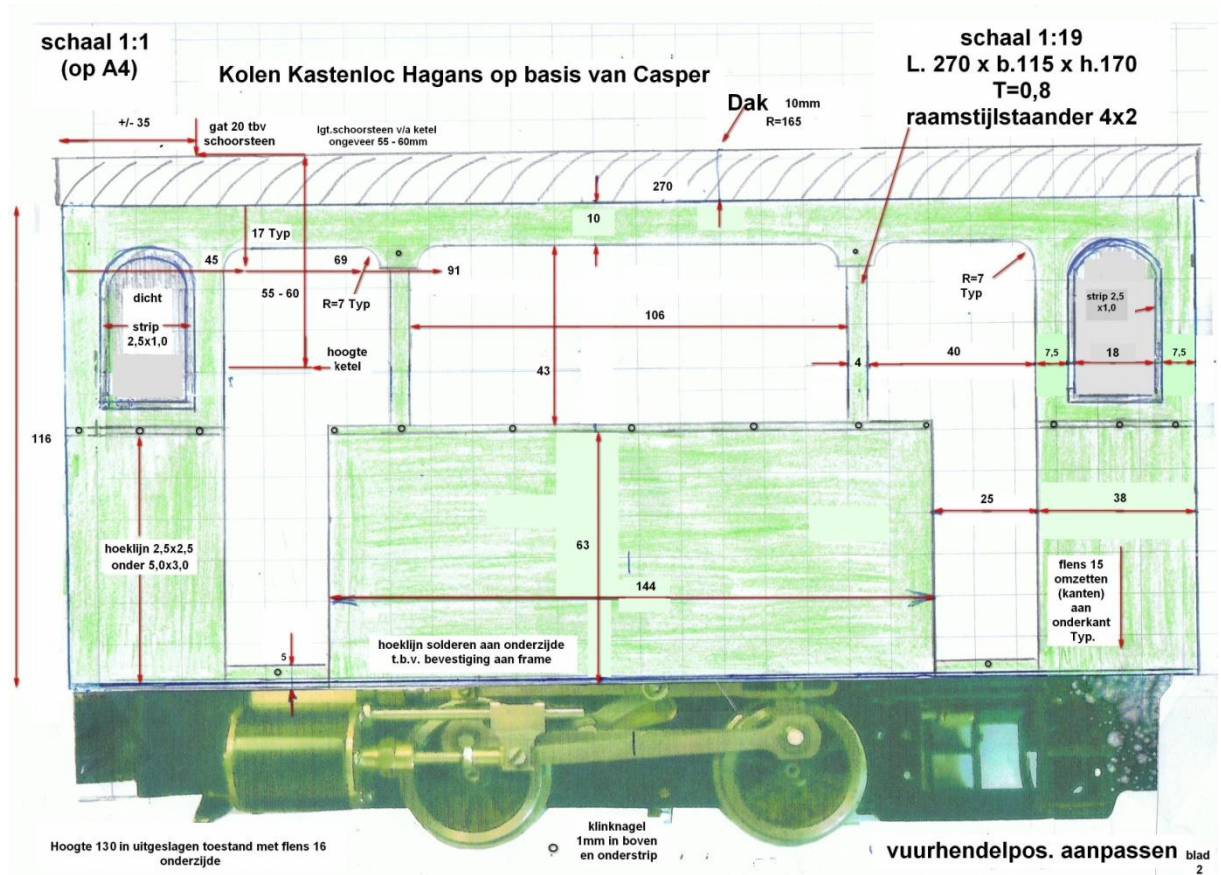 schaal 1:1
(op A4)
Kolen Kastenloc Hagans op basis van Casper
schaal 1:19
L. 270 x b.115 x h.170
T=0,8
raamstijlstaander 4x2
+/- 35
gat 20 tbv
schoorsteen
lgt.schoorsteen v/a ketel
ongeveer 55 - 60mm
Dak 10mm
R=165
270
10
17 Typ
45
69
91
55 - 60
R=7 Typ
R=7
Typ
dicht
strip
2,5x1,0
strip 2,5
x1,0
hoogte
ketel
106
43
4
40
7,5
18
7,5
116
25
38
hoeklijn 2,5x2,5
onder 5,0x3,0
63
144
flens 15
omzetten
(kanten)
aan
onderkant
Typ.
5
hoeklijn solderen aan onderzijde
t.b.v. bevestiging aan frame
Hoogte 130 in uitgeslagen toestand met flens 16
onderzijde
klinknagel
1mm in boven
en onderstrip
vuurhendelpos. aanpassen
blad
2